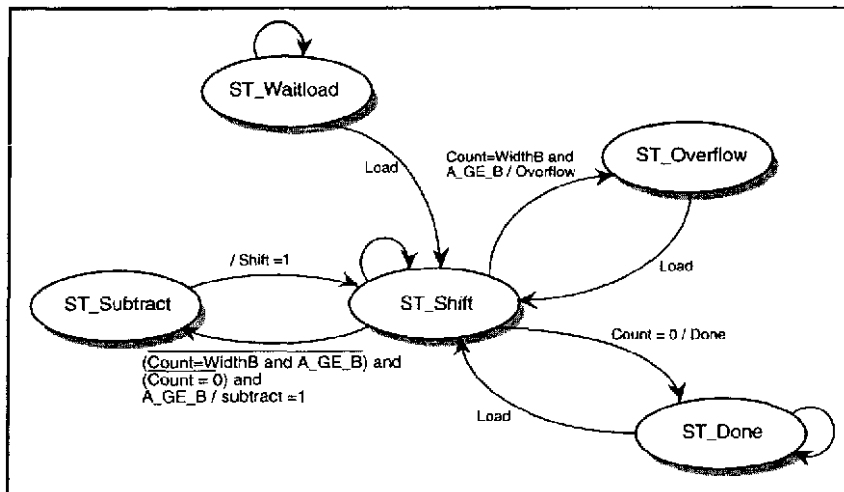 ST_Waitload
Load
Count=WidthB and
A_GE_B / Overflow
ST_Overflow
Load
/ Shift =1
ST_Subtract
ST_Shift
(Count=WidthB and A_GE_B) and
(Count = 0) and
A_GE_B / subtract =1
Count = 0 / Done
Load
ST_Done